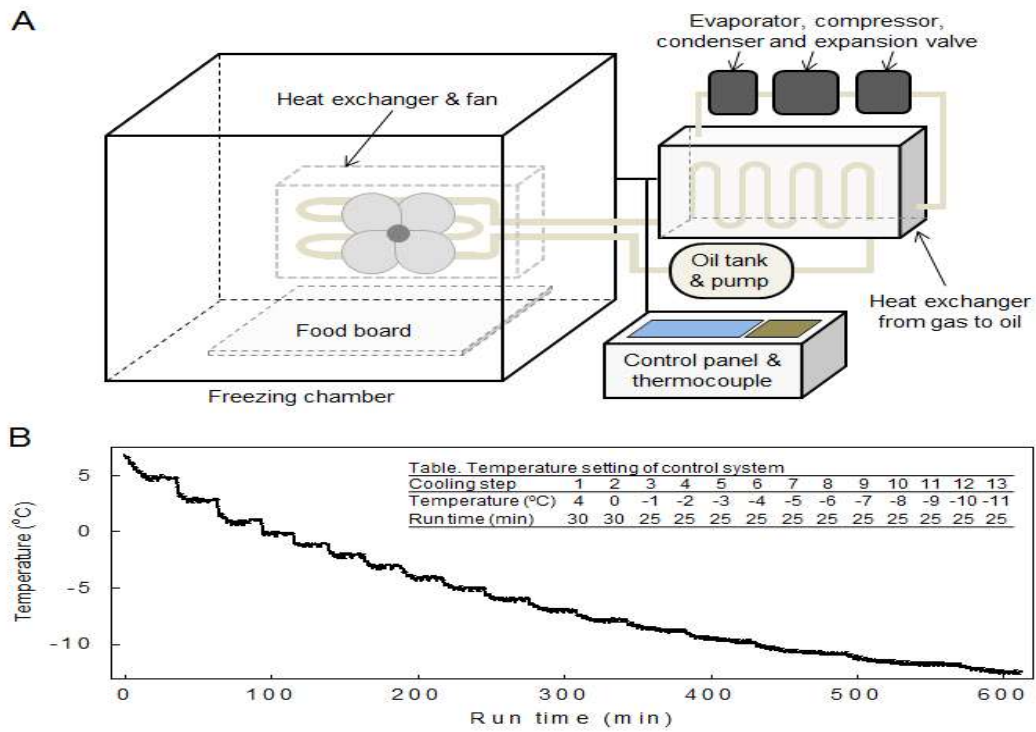 A
Evaporator, compressor,
condenser and expansion valve
Heat exchanger & fan
Oil tank
& pump
Food board
Heat exchanger
from gas to oil
Control panel &
thermocouple
Freezing chamber
B
Table. Temperature setting of control system
Cooling step 1 2 3 4 5 6 7 8 9 10 11 12 13
Temperature (ºC) 4 0 -1 -2 -3 -4 -5 -6 -7 -8 -9 -10 -11
Run time (min) 30 30 25 25 25 25 25 25 25 25 25 25 25
Temperature (ºC)
5
0
-5
-10
0 100 200 300 400 500 600
Run time (min)